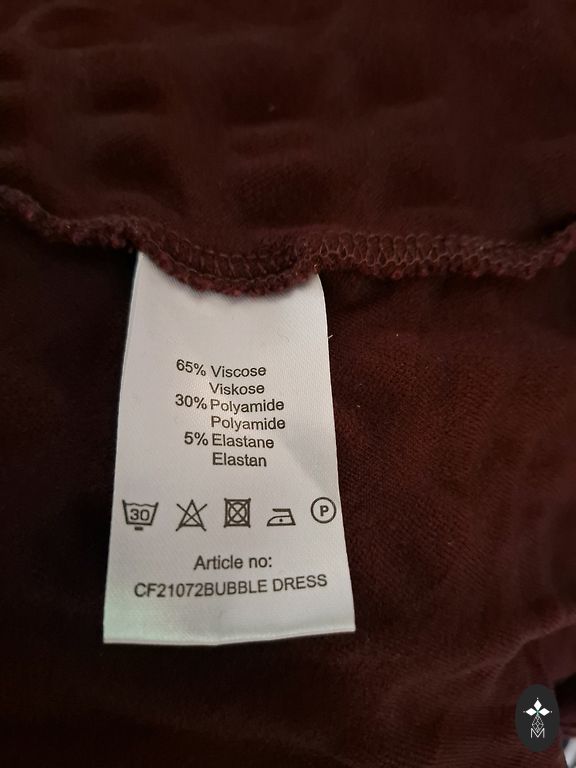 65% Viscose
Viskose
30% Polyamide
Polyamide
5% Elastane
Elastan
30
P
Article no:
CF21072BUBBLE DRESS
M